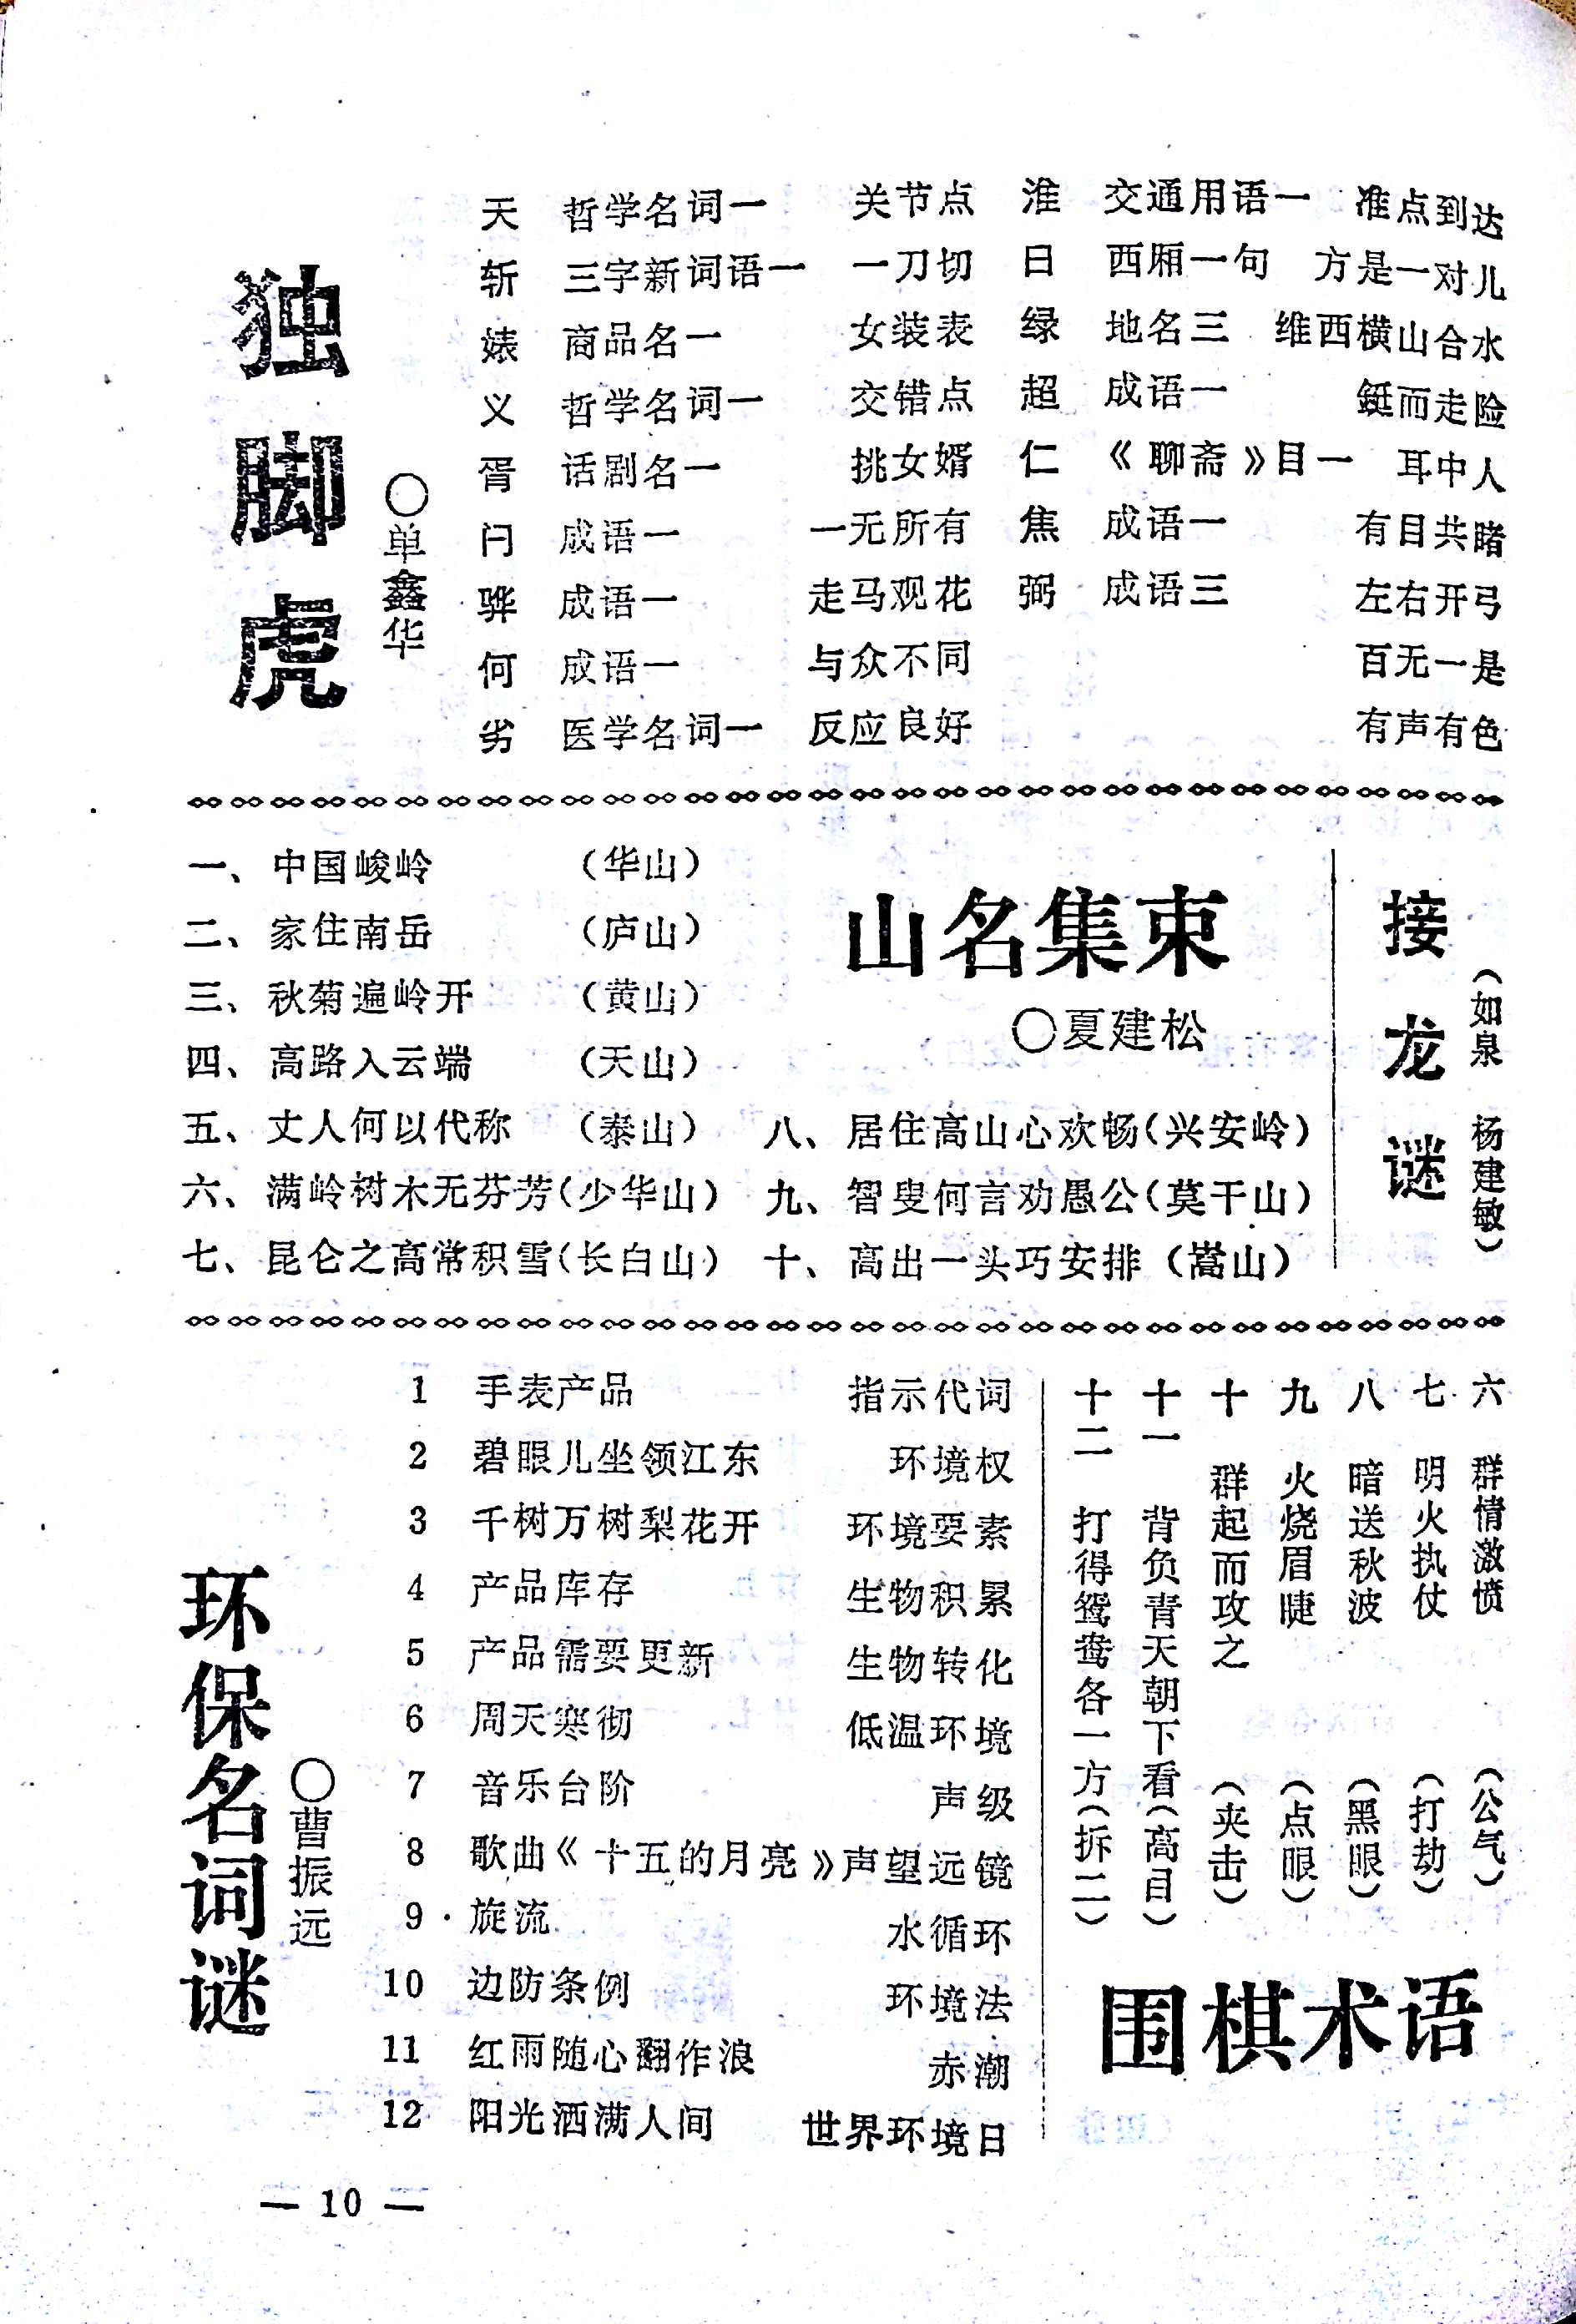 独脚虎
○单鑫华
天 哲学名词一 关节点
斩 三字新词语一 一刀切
婊 商品名一 女装表
义 哲学名词一 交错点
胥 话剧名一 挑女婿
闩 成语一 一无所有
骅 成语一 走马观花
何 成语一 与众不同
劣 医学名词一 反应良好
淮 交通用语一 准点到达
日 西厢一句 方是一对儿
绿 地名三 维西横山合水
超 成语一 鋌而走险
仁 《聊斋》目一 耳中人
焦 成语一 有目共睹
弼 成语三 左右开弓
百无一是
有声有色
山名集束
○夏建松
一、中国峻岭 （华山）
二、家住南岳 （庐山）
三、秋菊遍岭开 （黄山）
四、高路入云端 （天山）
五、丈人何以代称 （泰山）
六、满岭树木无芬芳（少华山）
七、昆仑之高常积雪（长白山）
八、居住高山心欢畅（兴安岭）
九、智叟何言劝愚公（莫干山）
十、高出一头巧安排（嵩山）
接龙谜
（如泉 杨建敏）
六 群情激愤 （公气）
七 明火执仗 （打劫）
八 暗送秋波 （黑眼）
九 火烧眉睫 （点眼）
十 群起而攻之 （夹击）
十一 背负青天朝下看（高目）
十二 打得鸳鸯各一方（拆二）
围棋术语
环保名词谜
○曹振远
1 手表产品 指示代词
2 碧眼儿坐领江东 环境权
3 千树万树梨花开 环境要素
4 产品库存 生物积累
5 产品需要更新 生物转化
6 周天寒彻 低温环境
7 音乐台阶 声级
8 歌曲《十五的月亮》声望远镜
9 旋流 水循环
10 边防条例 环境法
11 红雨随心翻作浪 赤潮
12 阳光洒满人间 世界环境日
— 10 —